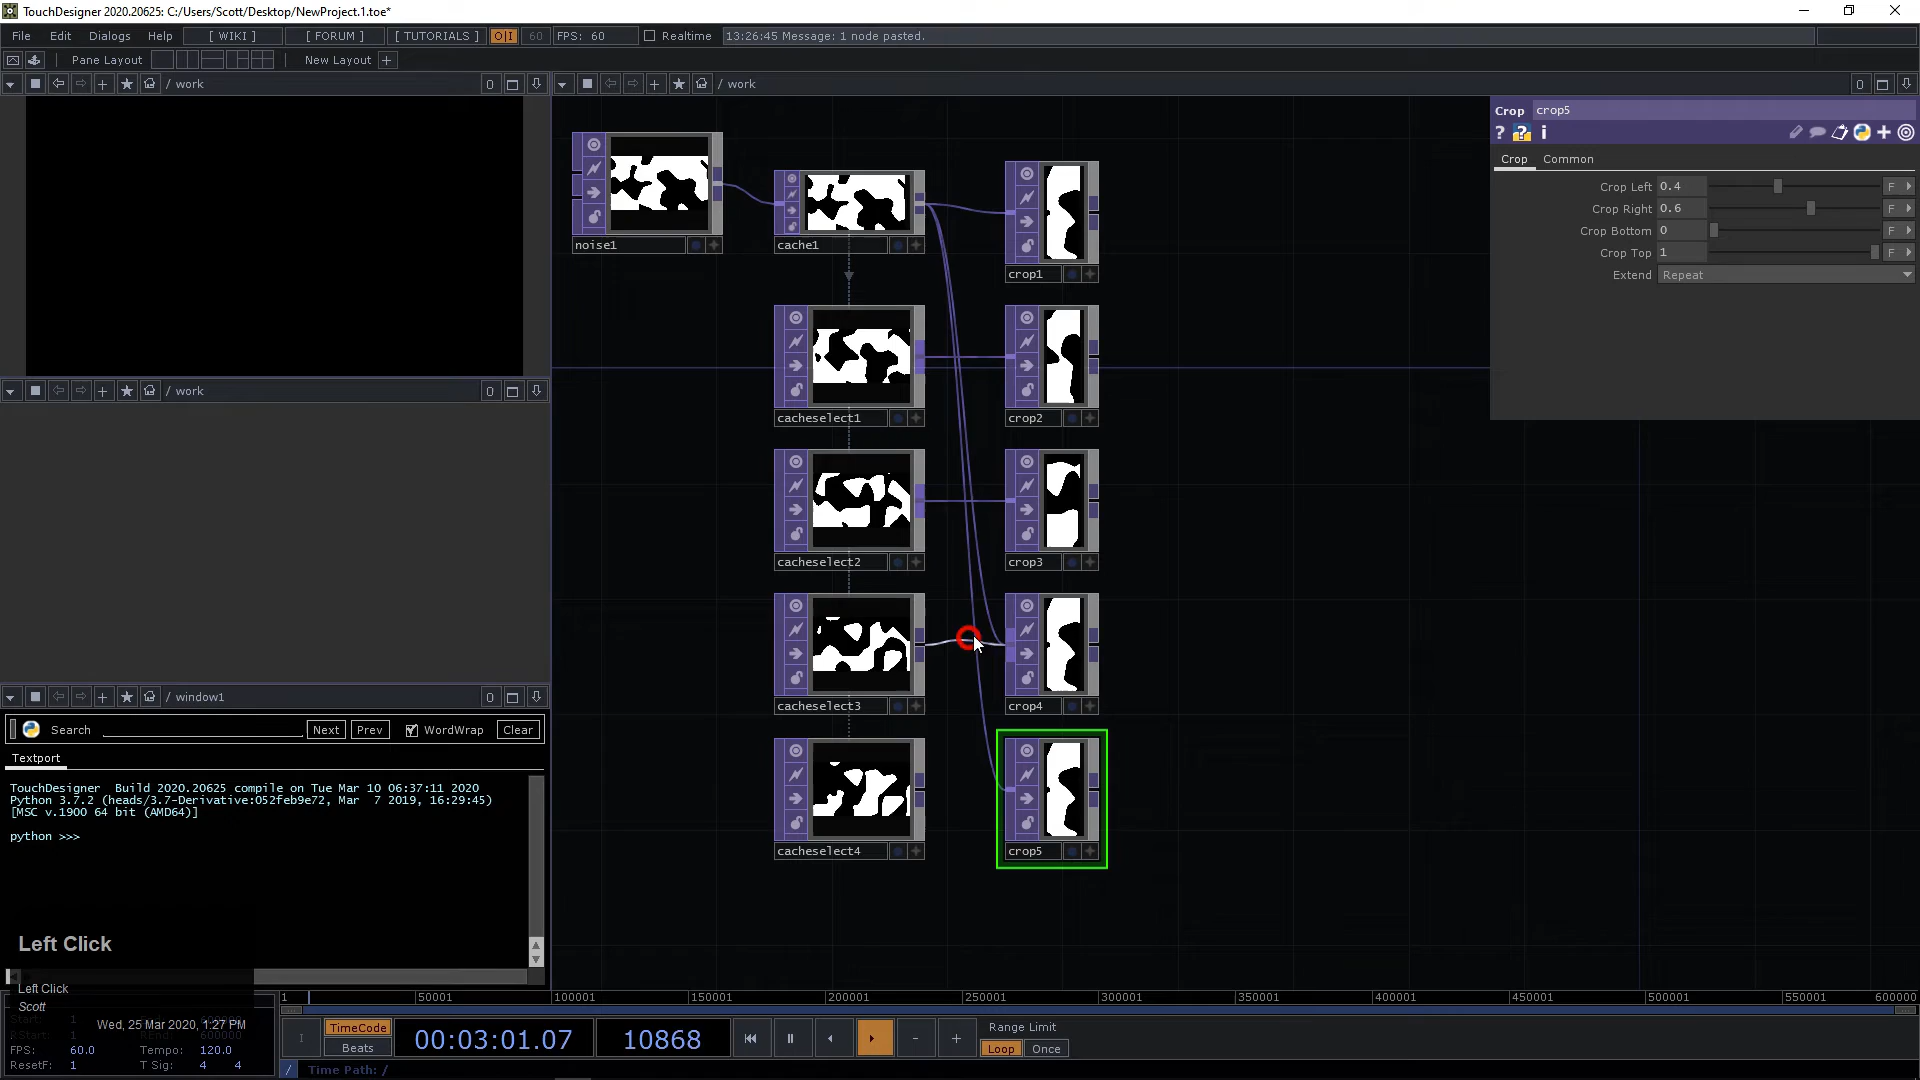 TouchDesigner 2020.20625: C:/Users/Scott/Desktop/NewProject.1.toe*
File Edit Dialogs Help [ WIKI ] [ FORUM ] [ TUTORIALS ] O|I 60 FPS: 60 Realtime 13:26:45 Message: 1 node pasted.
Pane Layout New Layout +
/ work 0
/ work 0
noise1
cache1
crop1
cacheselect1
crop2
cacheselect2
crop3
cacheselect3
crop4
cacheselect4
crop5
Crop crop5
? ? i
Crop Common
Crop Left 0.4 F
Crop Right 0.6 F
Crop Bottom 0 F
Crop Top 1 F
Extend Repeat
/ work 0
/ window1 0
Search Next Prev WordWrap Clear
Textport
TouchDesigner Build 2020.20625 compile on Tue Mar 10 06:37:11 2020
Python 3.7.2 (heads/3.7-Derivative:052feb9e72, Mar 7 2019, 16:29:45)
[MSC v.1900 64 bit (AMD64)]
python >>>
Left Click
Left Click
Scott
Wed, 25 Mar 2020, 1:27 PM
FPS: 60.0 Tempo: 120.0
ResetF: 1 T Sig: 4 4
1 50001 100001 150001 200001 250001 300001 350001 400001 450001 500001 550001 600000
TimeCode
Beats
00:03:01.07
10868
- +
Range Limit
Loop Once
/ Time Path: /